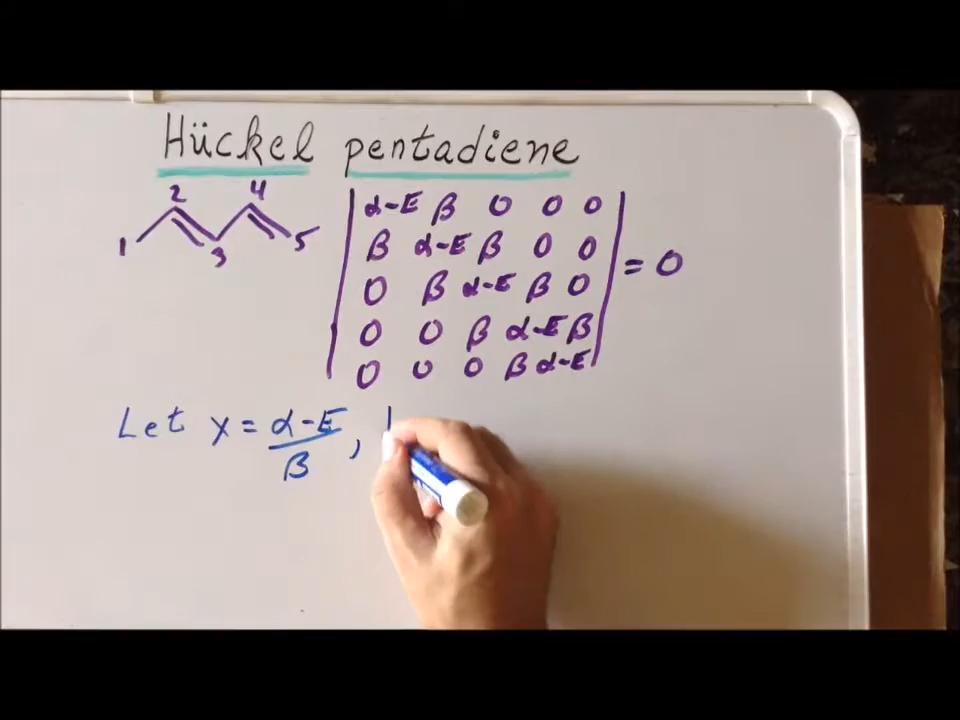 Hückel pentadiene
1 2 3 4 5
α-E β 0 0 0
β α-E β 0 0
0 β α-E β 0 = 0
0 0 β α-E β
0 0 0 β α-E
Let x = α-E / β ,